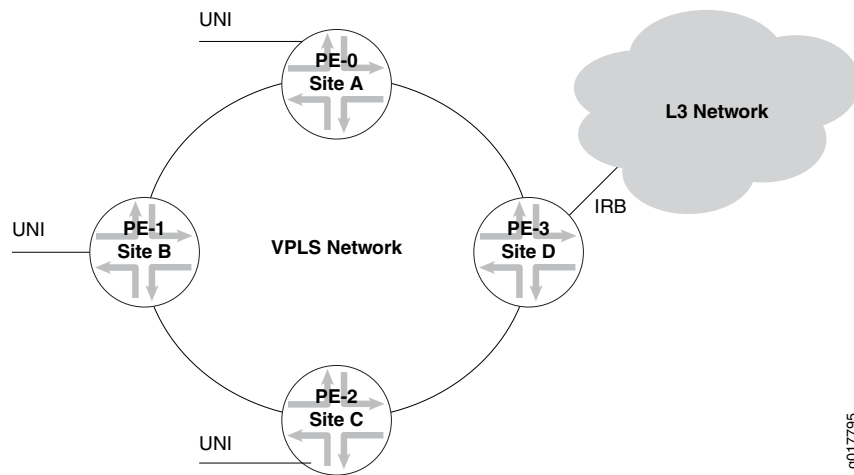 UNI
PE-0
Site A
L3 Network
IRB
UNI
PE-1
Site B
VPLS Network
PE-3
Site D
PE-2
Site C
UNI
g017795